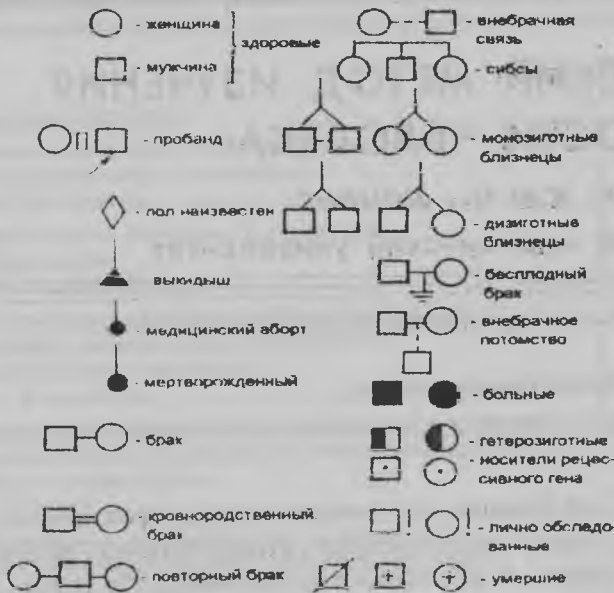 - женщина
здоровые
- мужчина
- пробанд
- пол неизвестен
- выкидыш
- медицинский аборт
- мертворожденный
- брак
- кровнородственный
брак
- повторный брак
- внебрачная
связь
- сибсы
- монозиготные
близнецы
- дизиготные
близнецы
- бесплодный
брак
- внебрачное
потомство
- больные
- гетерозиготные
- носители рецес-
сивного гена
- лично обследо-
ванные
- умершие